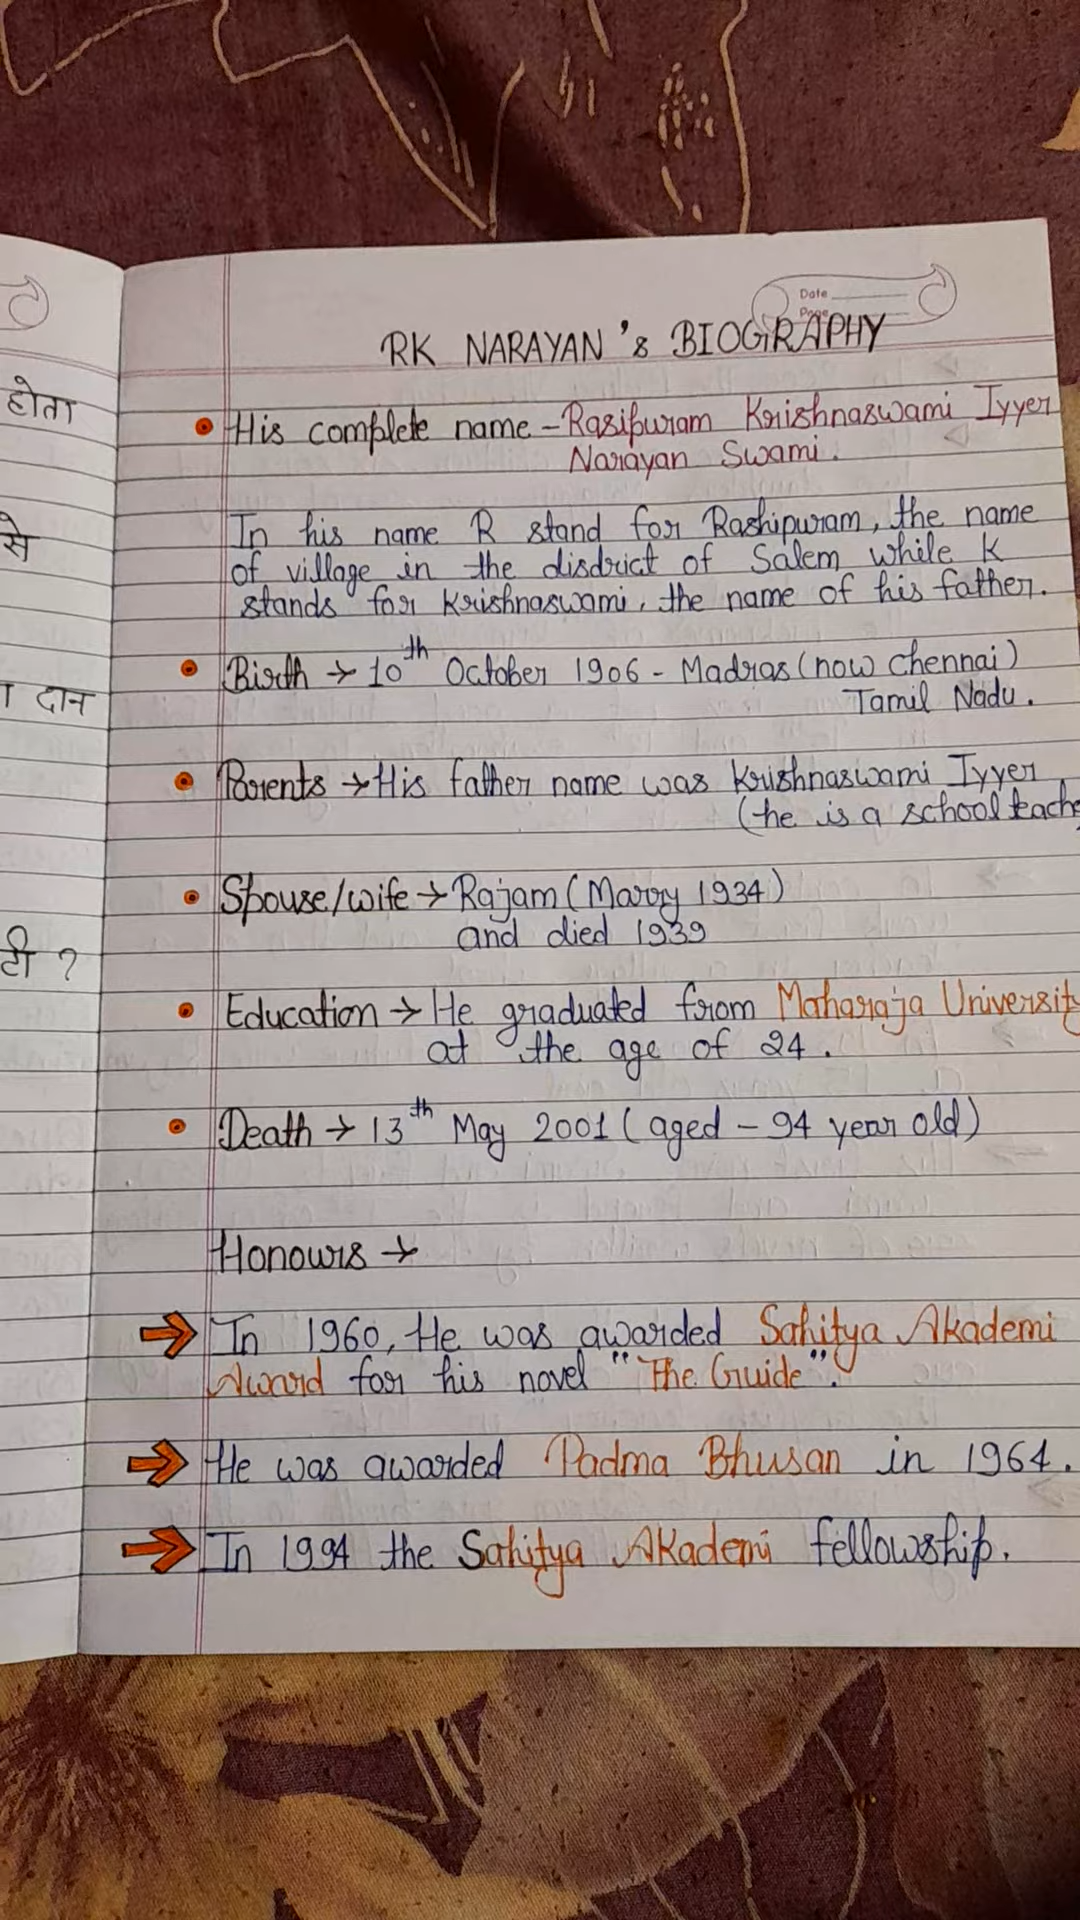 Date
Page
RK NARAYAN's BIOGRAPHY
होता
• His complete name - Rasipuram Krishnaswami Iyyer
Narayan Swami.
In his name R stand for Rashipuram, the name
से
of village in the disdrict of Salem while K
stands for Krishnaswami, the name of his father.
• Birth → 10th October 1906 - Madras (now Chennai)
दान
Tamil Nadu.
• Parents → His father name was Krishnaswami Iyyer
(he is a school teache
• Spouse/wife → Rajam (Marry 1934)
and died 1939
टी ?
• Education → He graduated from Maharaja Universit
at the age of 24.
• Death → 13th May 2001 (aged - 94 year old)
Honours →
⇒ In 1960, He was awarded Sahitya Akademi
Award for his novel "The Guide".
⇒ He was awarded Padma Bhusan in 1964.
⇒ In 1994 the Sahitya Akademi fellowship.